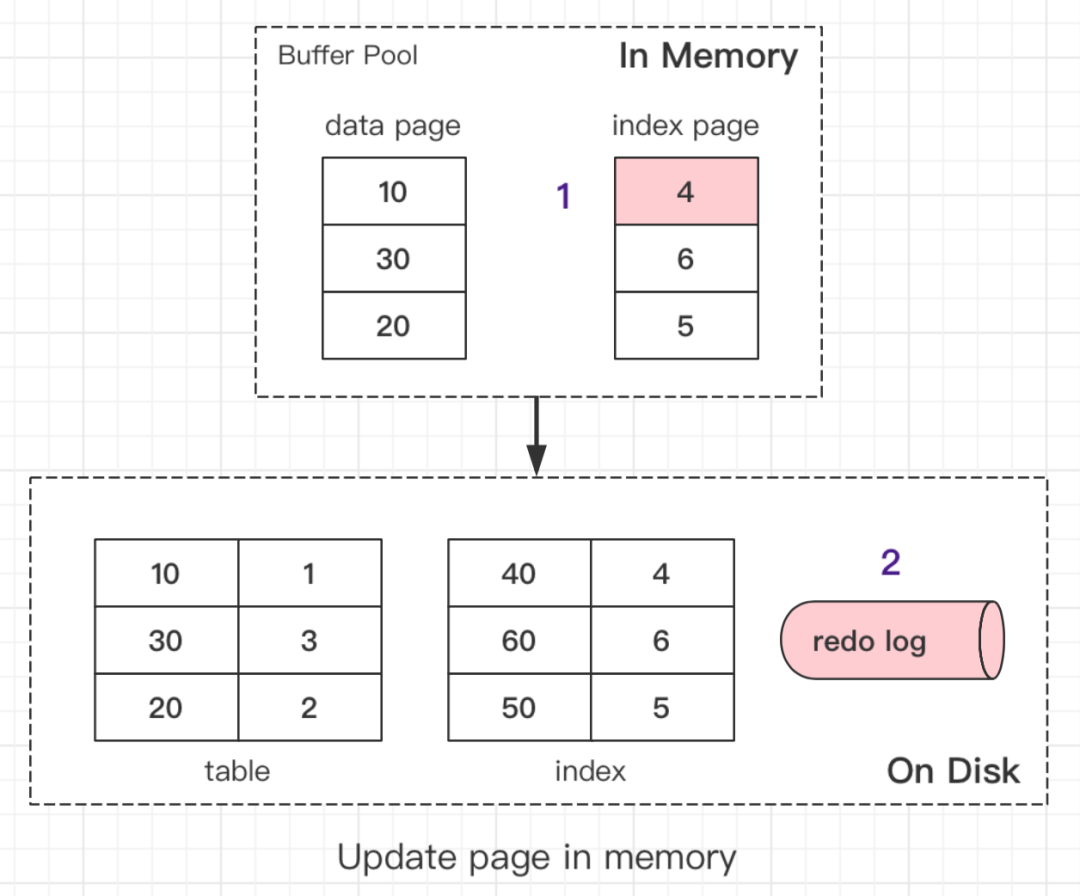 Buffer Pool
In Memory
data page
index page
10
30
20
1
4
6
5
10 1
30 3
20 2
table
40 4
60 6
50 5
index
2
redo log
On Disk
Update page in memory